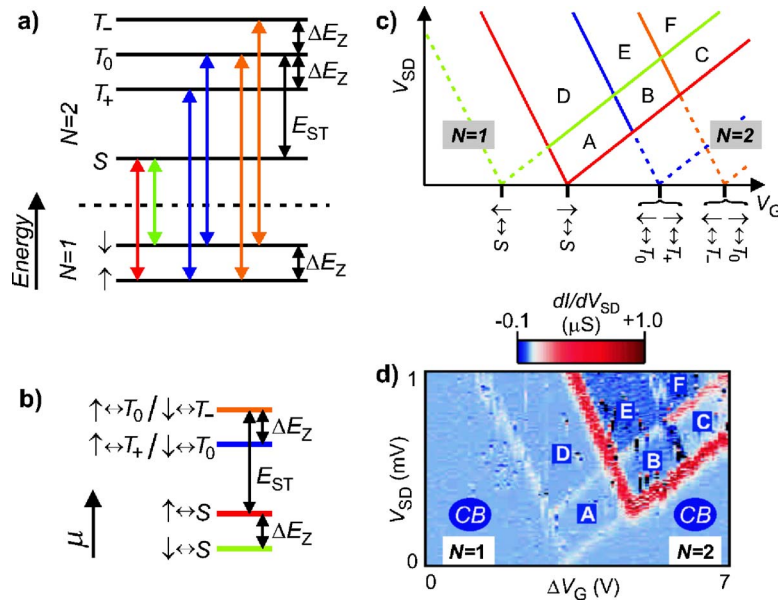 a)
T₋
ΔE_Z
T₀
ΔE_Z
T₊
E_ST
N=2
S
Energy
N=1
↓
ΔE_Z
↑
b)
↑↔T₀/↓↔T₋
ΔE_Z
↑↔T₊/↓↔T₀
E_ST
↑↔S
ΔE_Z
↓↔S
μ
c)
V_SD
F
E
C
D
B
N=1
A
N=2
V_G
↓↔S
↑↔S
↓↔T₀
↑↔T₊
↓↔T₋
↑↔T₀
dI/dV_SD
-0.1 (μS) +1.0
d)
1
F
E
C
D
B
V_SD (mV)
A
CB
CB
N=1
N=2
0
0
7
ΔV_G (V)